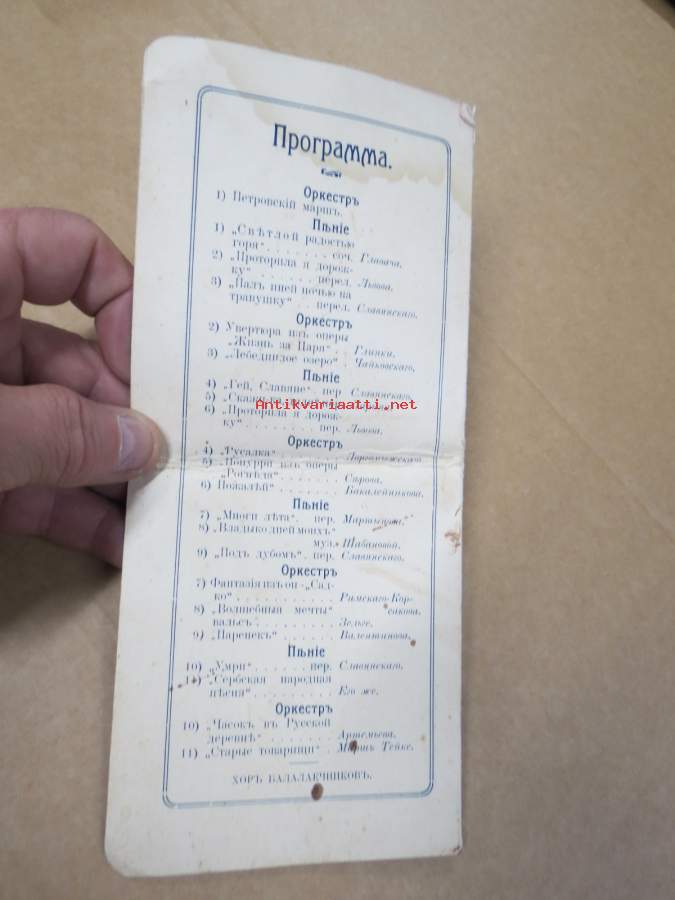 Программа.
Оркестръ
1) Петровскій маршъ.
Пѣніе
1) „Свѣтлой радостью
горя“ . . . . . . . соч. Главача.
2) „Проторила я дорож-
ку“ . . . . . . перел. Львова.
3) „Палъ иней ночью на
травушку“ . . перел. Славянскаго.
Оркестръ
2) Увертюра изъ оперы
„Жизнь за Царя“ . . Глинки.
3) „Лебединое озеро“ . Чайковскаго.
Пѣніе
4) „Гей, Славяне“ . пер. Славянскаго.
5) „Скажи
Antikvariaatti.net
6) „Проторила я дорож-
ку“ . . . . . . . пер. Львова.
Оркестръ
4) „Русалка“ . . . Даргомыжскаго.
5) Попурри изъ оперы
„Рогнѣда“ . . . . . . Сѣрова.
6) Пожалѣй“ . . . . Бакалейникова.
Пѣніе
7) „Многи лѣта“ . пер. Мартынова.
8) „Владыко дней моихъ“
муз. Шабановой.
9) „Подъ дубомъ“ . пер. Славянскаго.
Оркестръ
7) Фантазія изъ оп. „Сад-
ко“ . . . . . . . . . . Римскаго-Кор-
8) „Волшебныя мечты“ сакова.
вальсъ . . . . . . . . Зельге.
9) „Паренекъ“ . . . . . Валентинова.
Пѣніе
10) „Умри“ . . . . . . пер. Славянскаго.
11) „Сербская народная
пѣсня“ . . . . . . . . . Его же.
Оркестръ
10) „Часокъ въ Русской
деревнѣ“ . . . . . . . Артемьева.
11) „Старые товарищи“ . Маршъ Тейке.
ХОРЪ БАЛАЛАЕЧНИКОВЪ.